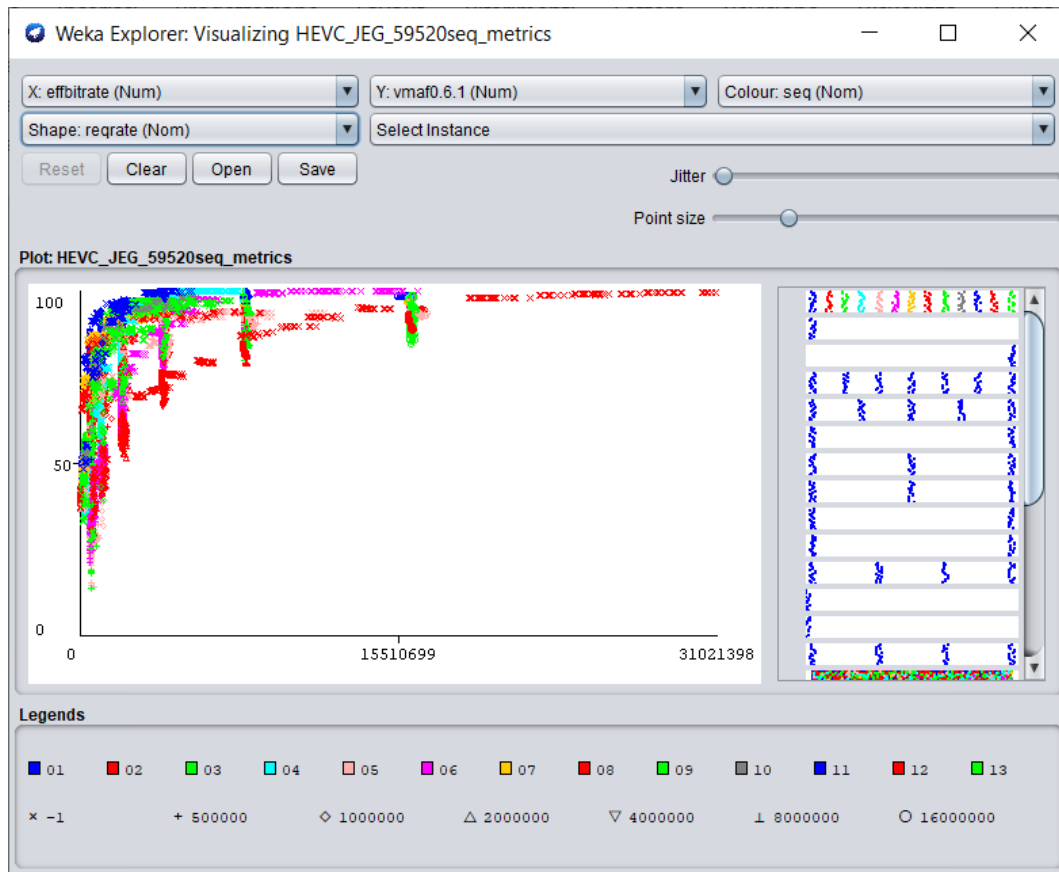 Weka Explorer: Visualizing HEVC_JEG_59520seq_metrics
X: effbitrate (Num) Y: vmaf0.6.1 (Num) Colour: seq (Nom)
Shape: reqrate (Nom) Select Instance
Reset Clear Open Save Jitter
Point size
Plot: HEVC_JEG_59520seq_metrics
100
50
0
0 15510699 31021398
Legends
01 02 03 04 05 06 07 08 09 10 11 12 13
-1 500000 1000000 2000000 4000000 8000000 16000000